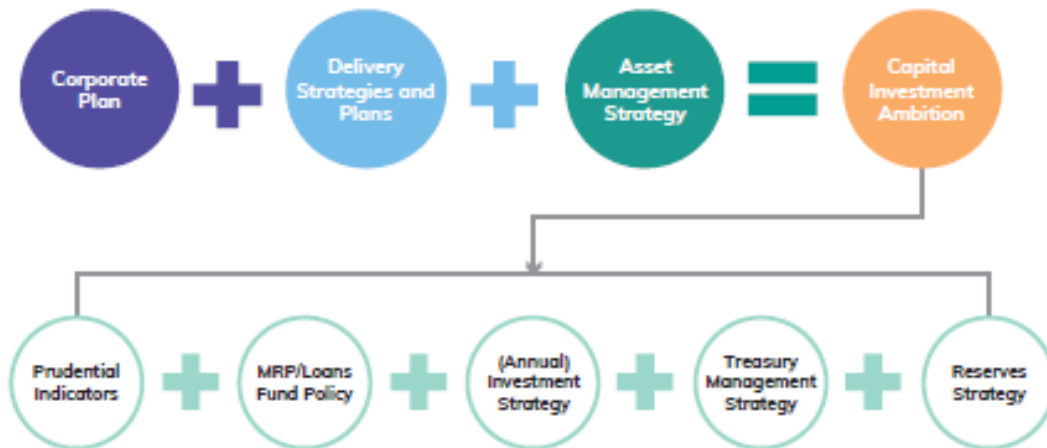 Corporate
Plan
Delivery
Strategies and
Plans
Asset
Management
Strategy
Capital
Investment
Ambition
Prudential
Indicators
MRP/Loans
Fund Policy
(Annual)
Investment
Strategy
Treasury
Management
Strategy
Reserves
Strategy